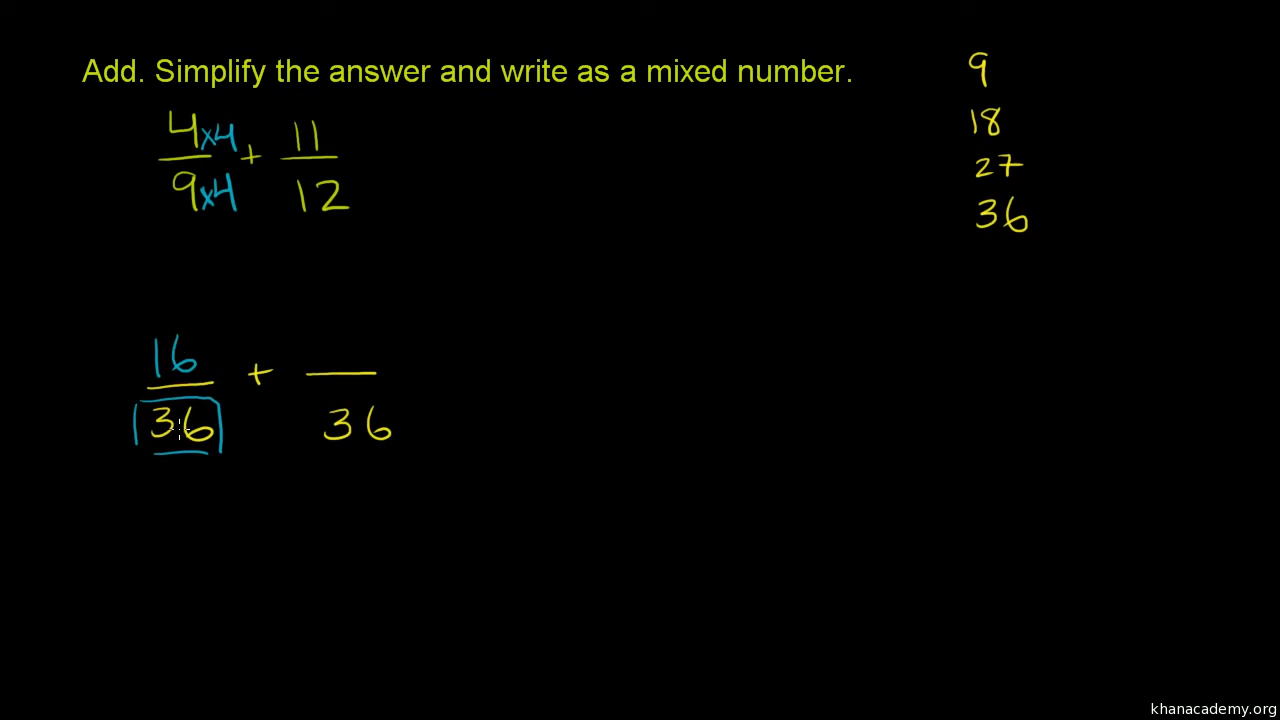 Add. Simplify the answer and write as a mixed number.
4x4 + 11
9x4 12
9
18
27
36
16 +
36 36
khanacademy.org